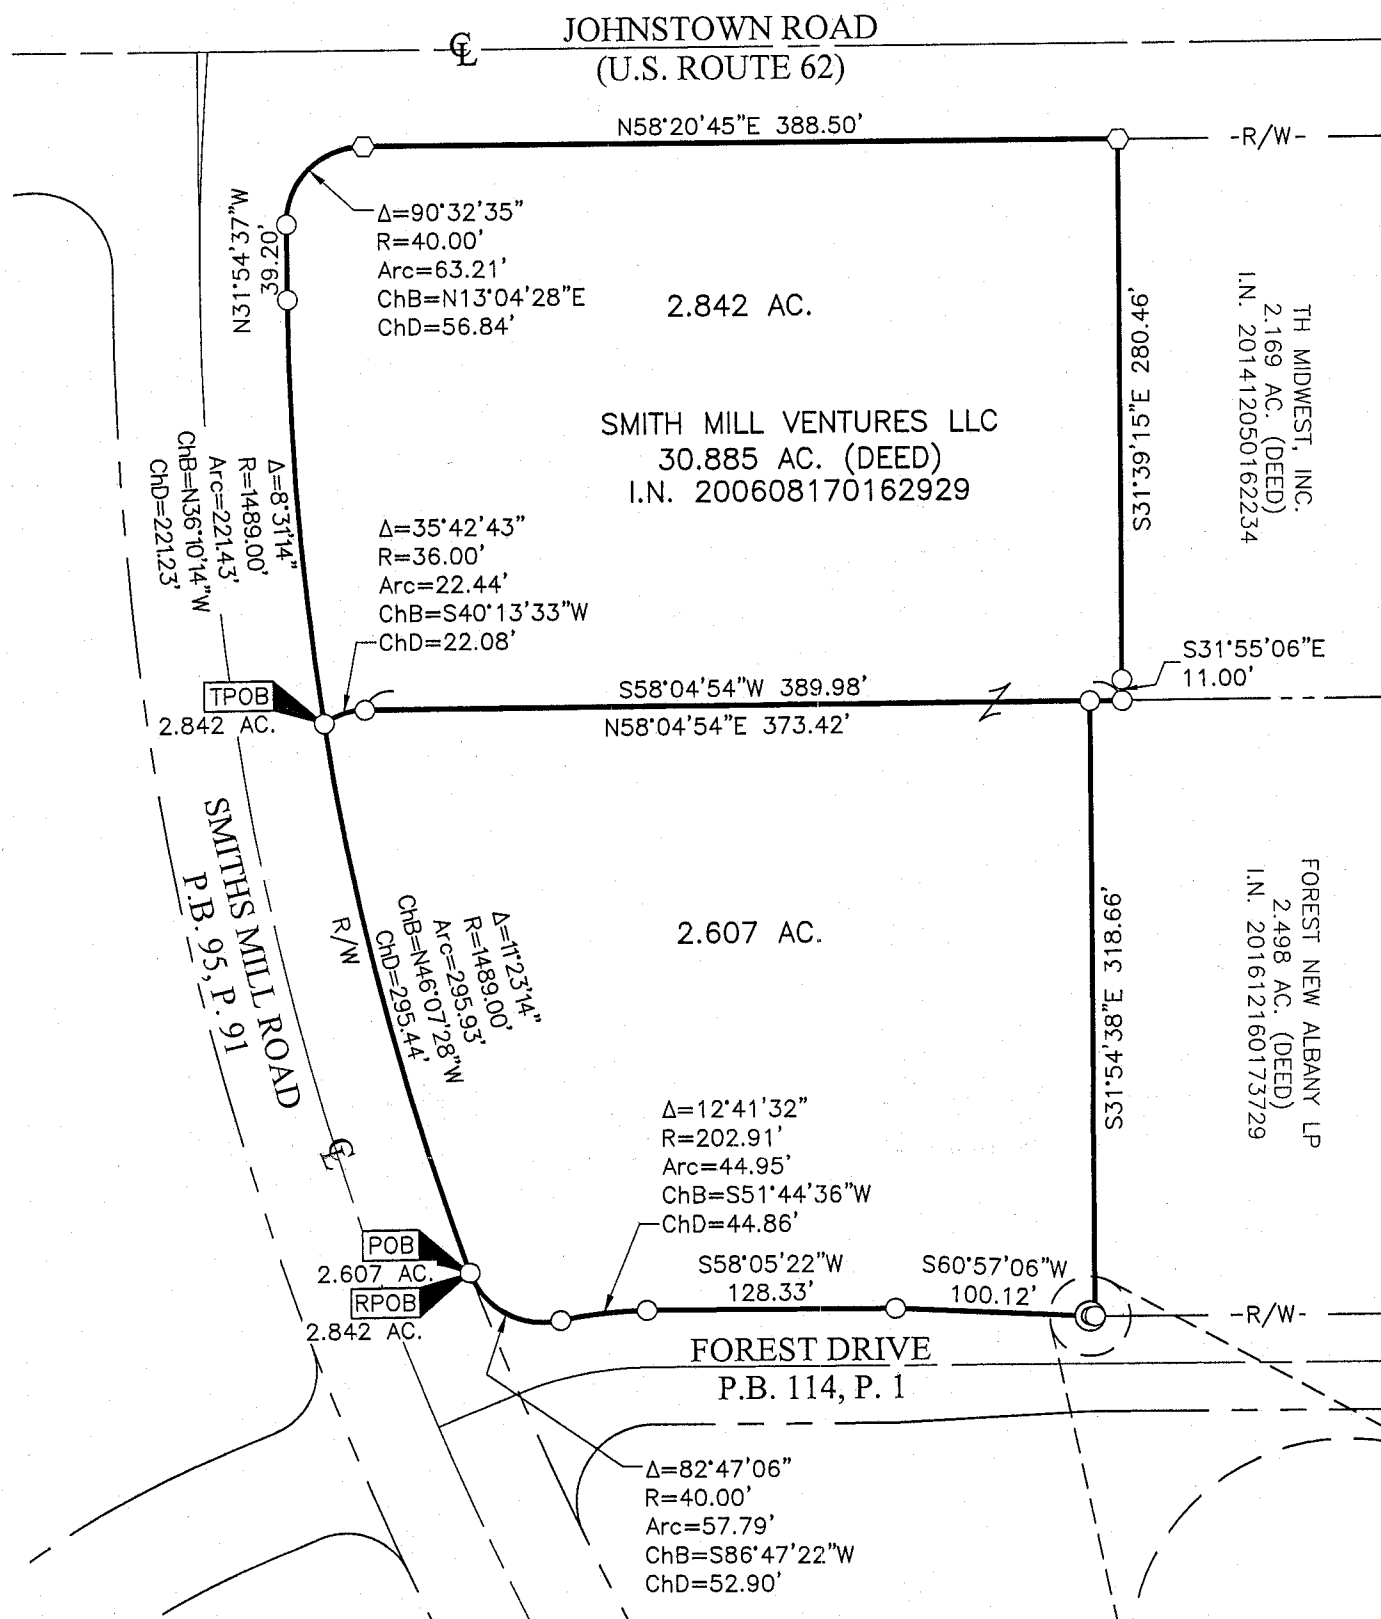 JOHNSTOWN ROAD
(U.S. ROUTE 62)
N58°20'45"E 388.50'
-R/W-
N31°54'37"W
39.20'
Δ=90°32'35"
R=40.00'
Arc=63.21'
ChB=N13°04'28"E
ChD=56.84'
2.842 AC.
SMITH MILL VENTURES LLC
30.885 AC. (DEED)
I.N. 200608170162929
S31°39'15"E 280.46'
TH MIDWEST, INC.
2.169 AC. (DEED)
I.N. 201412050162234
Δ=8°31'14"
R=1489.00'
Arc=221.43'
ChB=N36°10'14"W
ChD=221.23'
Δ=35°42'43"
R=36.00'
Arc=22.44'
ChB=S40°13'33"W
ChD=22.08'
S31°55'06"E
11.00'
TPOB
2.842 AC.
S58°04'54"W 389.98'
N58°04'54"E 373.42'
SMITHS MILL ROAD
P.B. 95, P. 91
R/W
Δ=11°23'14"
R=1489.00'
Arc=295.93'
ChB=N46°07'28"W
ChD=295.44'
2.607 AC.
S31°54'38"E 318.66'
FOREST NEW ALBANY LP
2.498 AC. (DEED)
I.N. 201612160173729
Δ=12°41'32"
R=202.91'
Arc=44.95'
ChB=S51°44'36"W
ChD=44.86'
POB
2.607 AC.
RPOB
2.842 AC.
S58°05'22"W
128.33'
S60°57'06"W
100.12'
-R/W-
FOREST DRIVE
P.B. 114, P. 1
Δ=82°47'06"
R=40.00'
Arc=57.79'
ChB=S86°47'22"W
ChD=52.90'